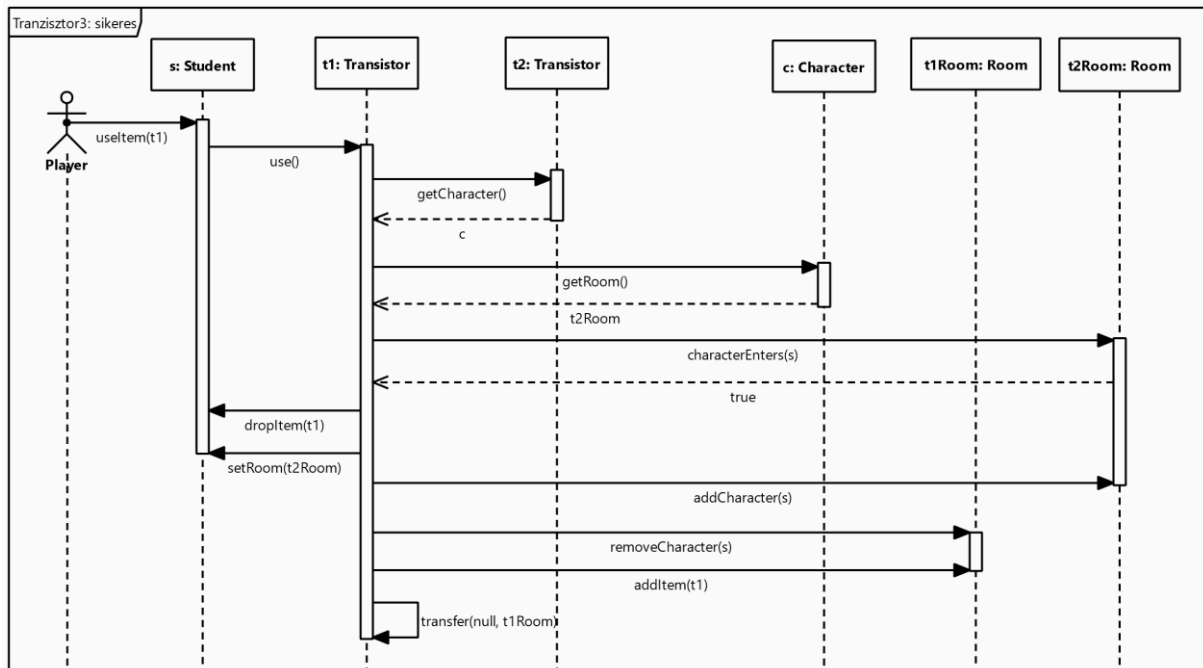 Tranzisztor3: sikeres
s: Student
t1: Transistor
t2: Transistor
c: Character
t1Room: Room
t2Room: Room
Player
useItem(t1)
use()
getCharacter()
c
getRoom()
t2Room
characterEnters(s)
true
dropItem(t1)
setRoom(t2Room)
addCharacter(s)
removeCharacter(s)
addItem(t1)
transfer(null, t1Room)